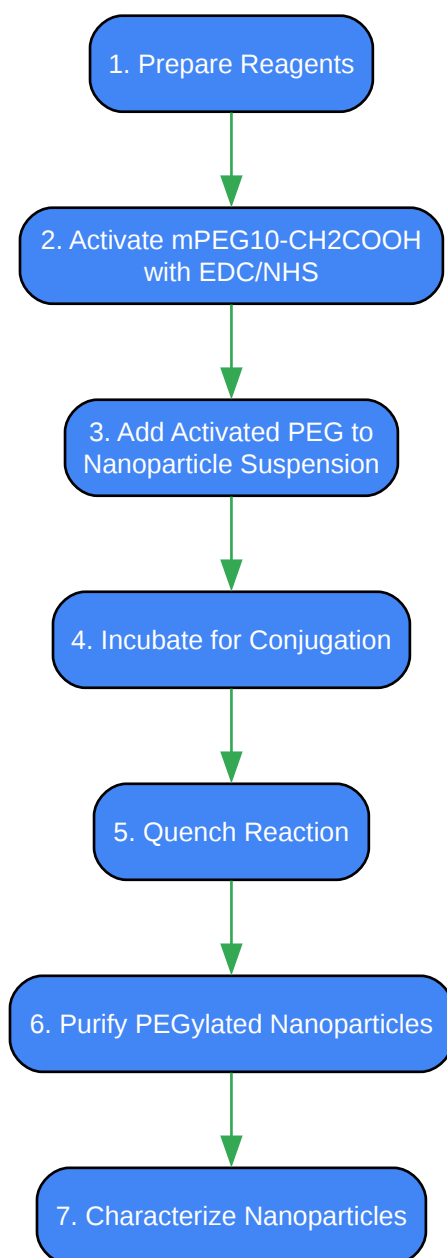 1. Prepare Reagents
2. Activate mPEG10-CH2COOH
with EDC/NHS
3. Add Activated PEG to
Nanoparticle Suspension
4. Incubate for Conjugation
5. Quench Reaction
6. Purify PEGylated Nanoparticles
7. Characterize Nanoparticles